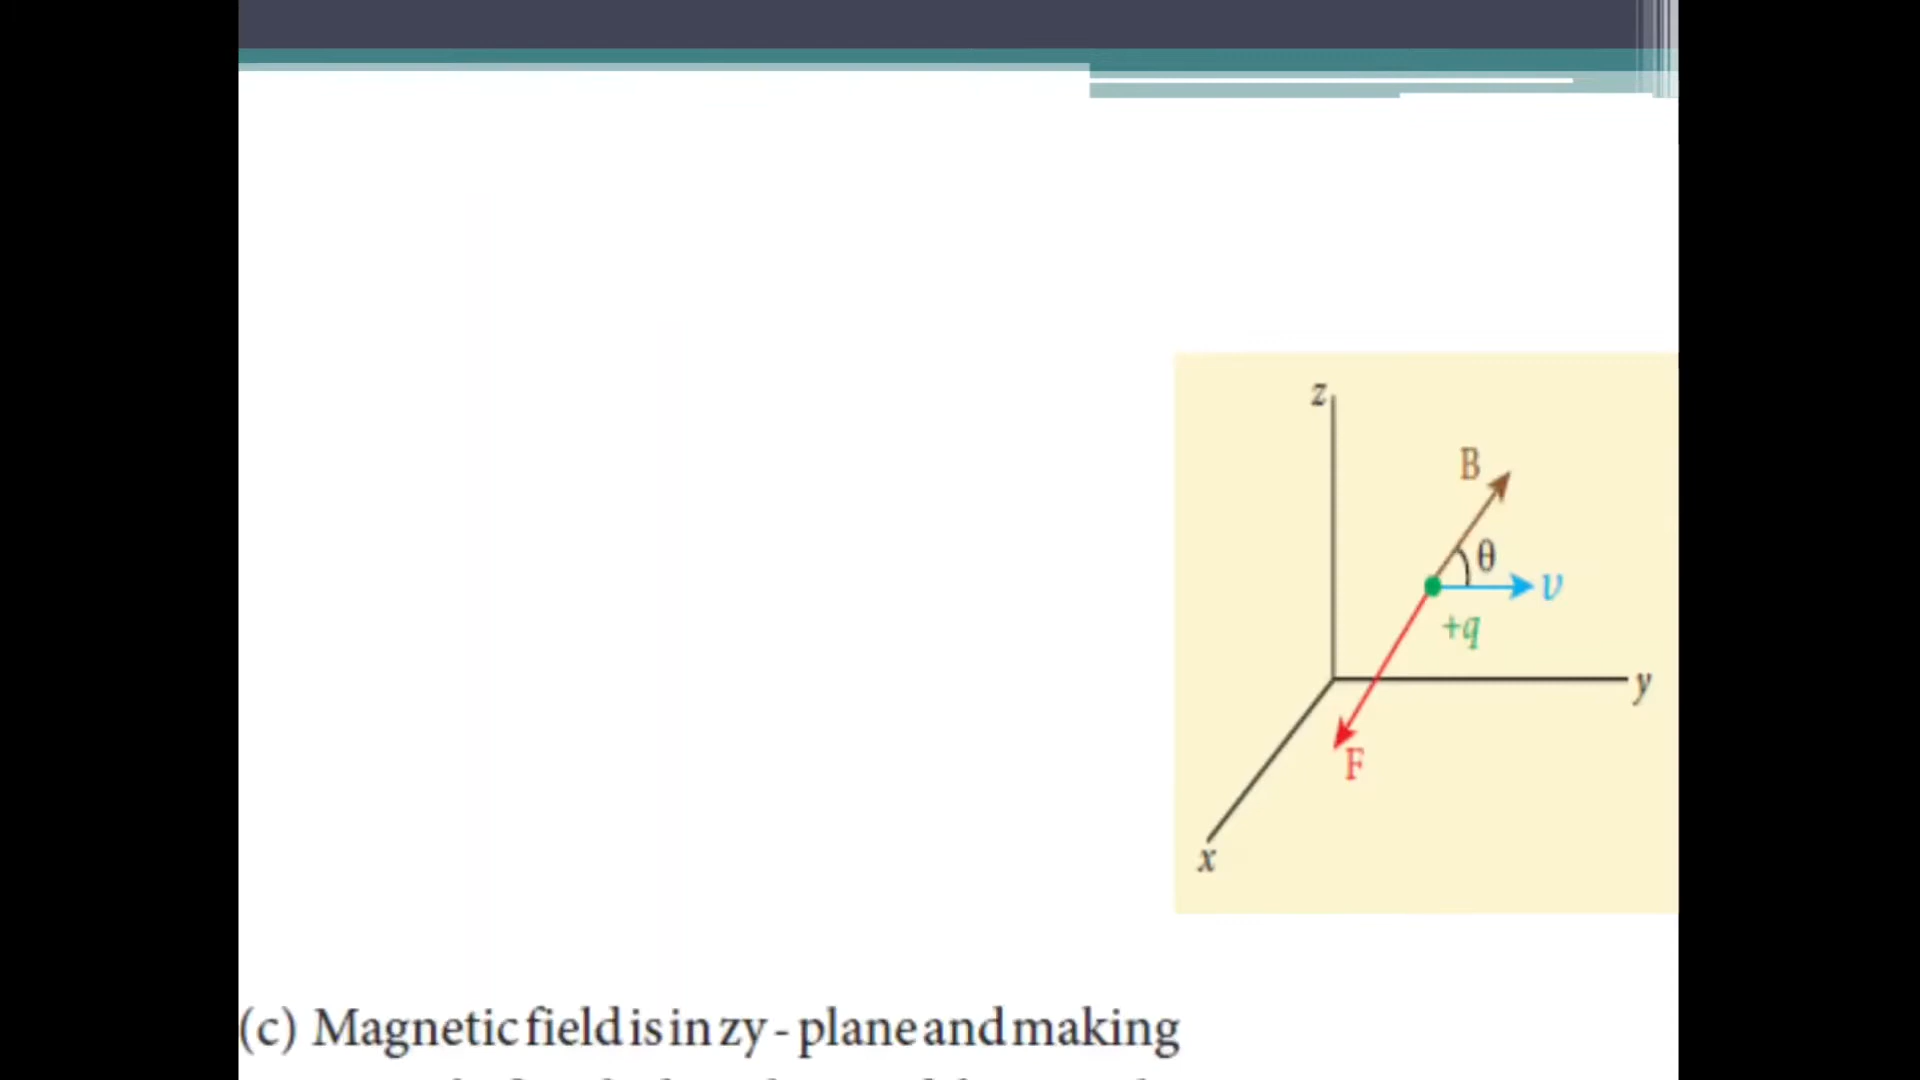 z
B
θ
υ
+q
y
F
x
(c) Magnetic field is in zy - plane and making